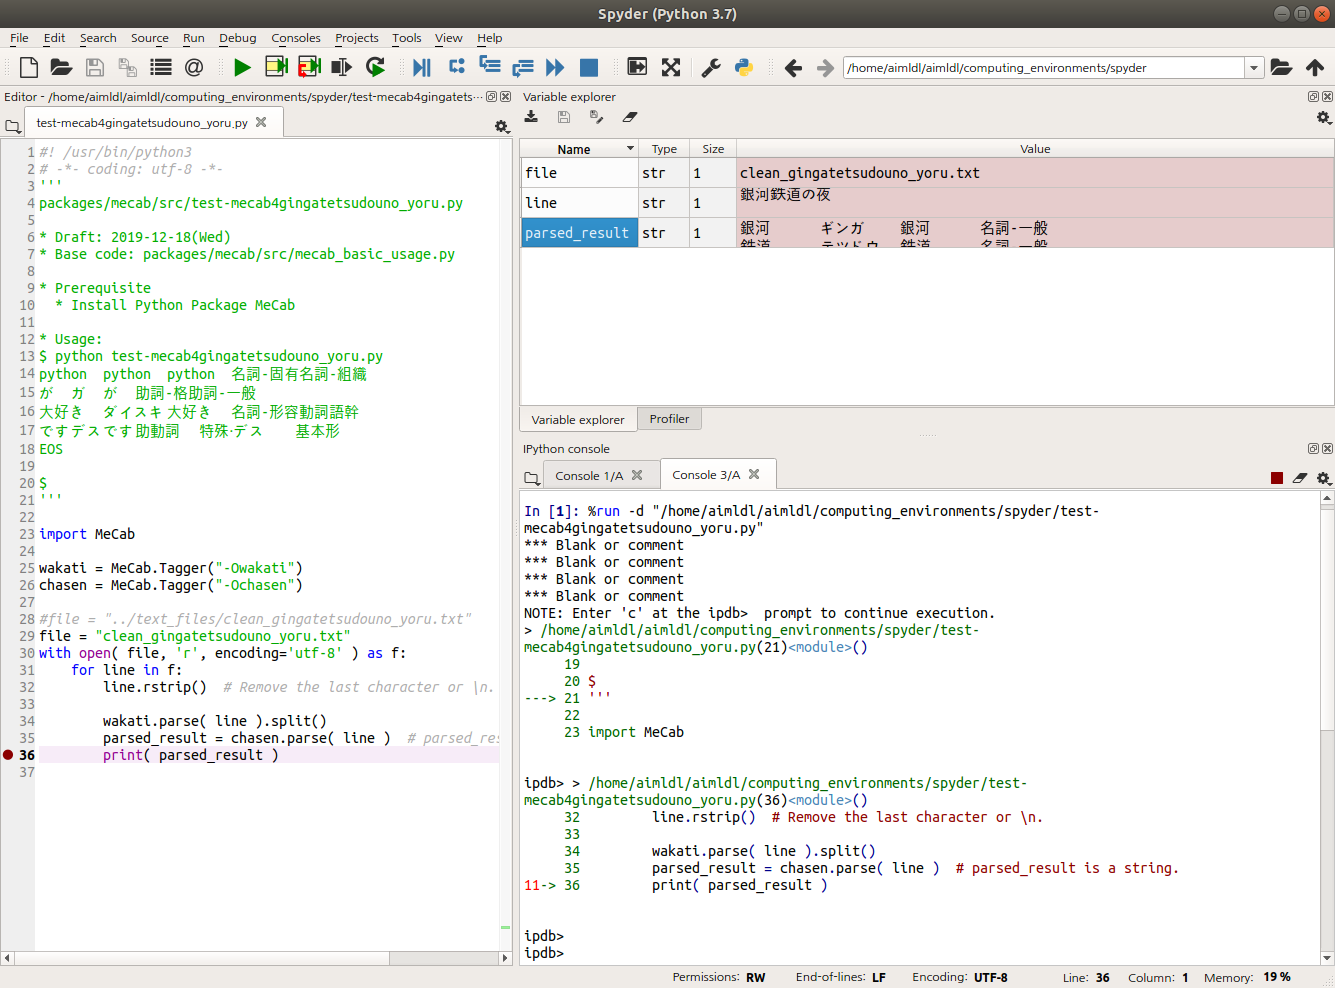 Spyder (Python 3.7)
File Edit Search Source Run Debug Consoles Projects Tools View Help
/home/aimldl/aimldl/computing_environments/spyder
Editor - /home/aimldl/aimldl/computing_environments/spyder/test-mecab4gingatets···
test-mecab4gingatetsudouno_yoru.py
1 #! /usr/bin/python3
2 # -*- coding: utf-8 -*-
3 '''
4 packages/mecab/src/test-mecab4gingatetsudouno_yoru.py
5
6 * Draft: 2019-12-18(Wed)
7 * Base code: packages/mecab/src/mecab_basic_usage.py
8
9 * Prerequisite
10   * Install Python Package MeCab
11
12 * Usage:
13 $ python test-mecab4gingatetsudouno_yoru.py
14 python  python  python  名詞-固有名詞-組織
15 が  ガ  が  助詞-格助詞-一般
16 大好き  ダイスキ 大好き  名詞-形容動詞語幹
17 です デス です 助動詞  特殊·デス    基本形
18 EOS
19
20 $
21 '''
22
23 import MeCab
24
25 wakati = MeCab.Tagger("-Owakati")
26 chasen = MeCab.Tagger("-Ochasen")
27
28 #file = "../text_files/clean_gingatetsudouno_yoru.txt"
29 file = "clean_gingatetsudouno_yoru.txt"
30 with open( file, 'r', encoding='utf-8' ) as f:
31     for line in f:
32         line.rstrip()  # Remove the last character or \n.
33
34         wakati.parse( line ).split()
35         parsed_result = chasen.parse( line )  # parsed_re
36         print( parsed_result )
37
Variable explorer
Name Type Size Value
file str 1 clean_gingatetsudouno_yoru.txt
line str 1 銀河鉄道の夜
parsed_result str 1 銀河 ギンガ 銀河 名詞-一般
鉄道 テツドウ 鉄道 名詞-一般
Variable explorer Profiler
IPython console
Console 1/A Console 3/A
In [1]: %run -d "/home/aimldl/aimldl/computing_environments/spyder/test-
mecab4gingatetsudouno_yoru.py"
*** Blank or comment
*** Blank or comment
*** Blank or comment
*** Blank or comment
NOTE: Enter 'c' at the ipdb>  prompt to continue execution.
> /home/aimldl/aimldl/computing_environments/spyder/test-
mecab4gingatetsudouno_yoru.py(21)<module>()
     19
     20 $
---> 21 '''
     22
     23 import MeCab
ipdb> > /home/aimldl/aimldl/computing_environments/spyder/test-
mecab4gingatetsudouno_yoru.py(36)<module>()
     32         line.rstrip()  # Remove the last character or \n.
     33
     34         wakati.parse( line ).split()
     35         parsed_result = chasen.parse( line )  # parsed_result is a string.
11-> 36         print( parsed_result )
ipdb>
ipdb>
Permissions: RW End-of-lines: LF Encoding: UTF-8 Line: 36 Column: 1 Memory: 19 %